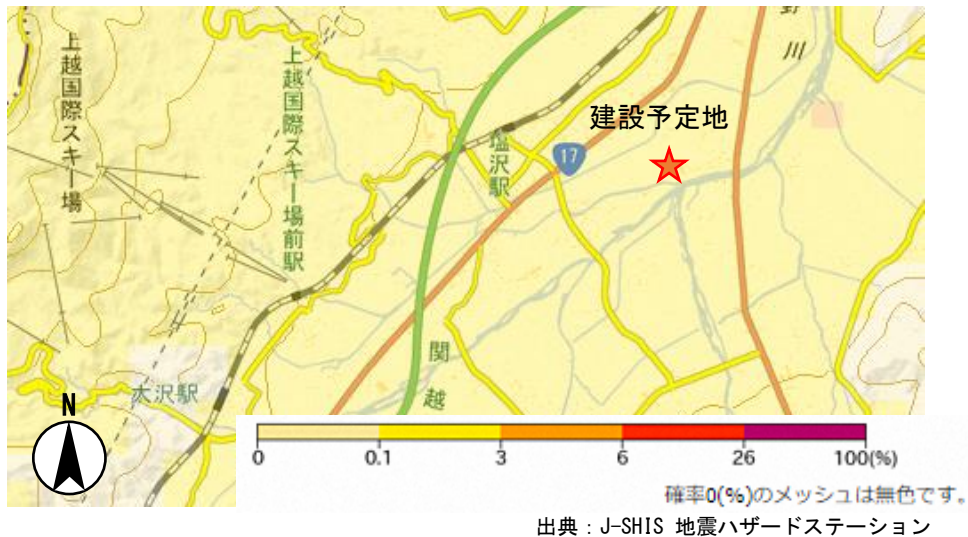 上越国際スキー場
上越国際スキー場前駅
野川
建設予定地
塩沢駅
17
関越
大沢駅
N
0 0.1 3 6 26 100(%)
確率0(%)のメッシュは無色です。
出典：J-SHIS 地震ハザードステーション